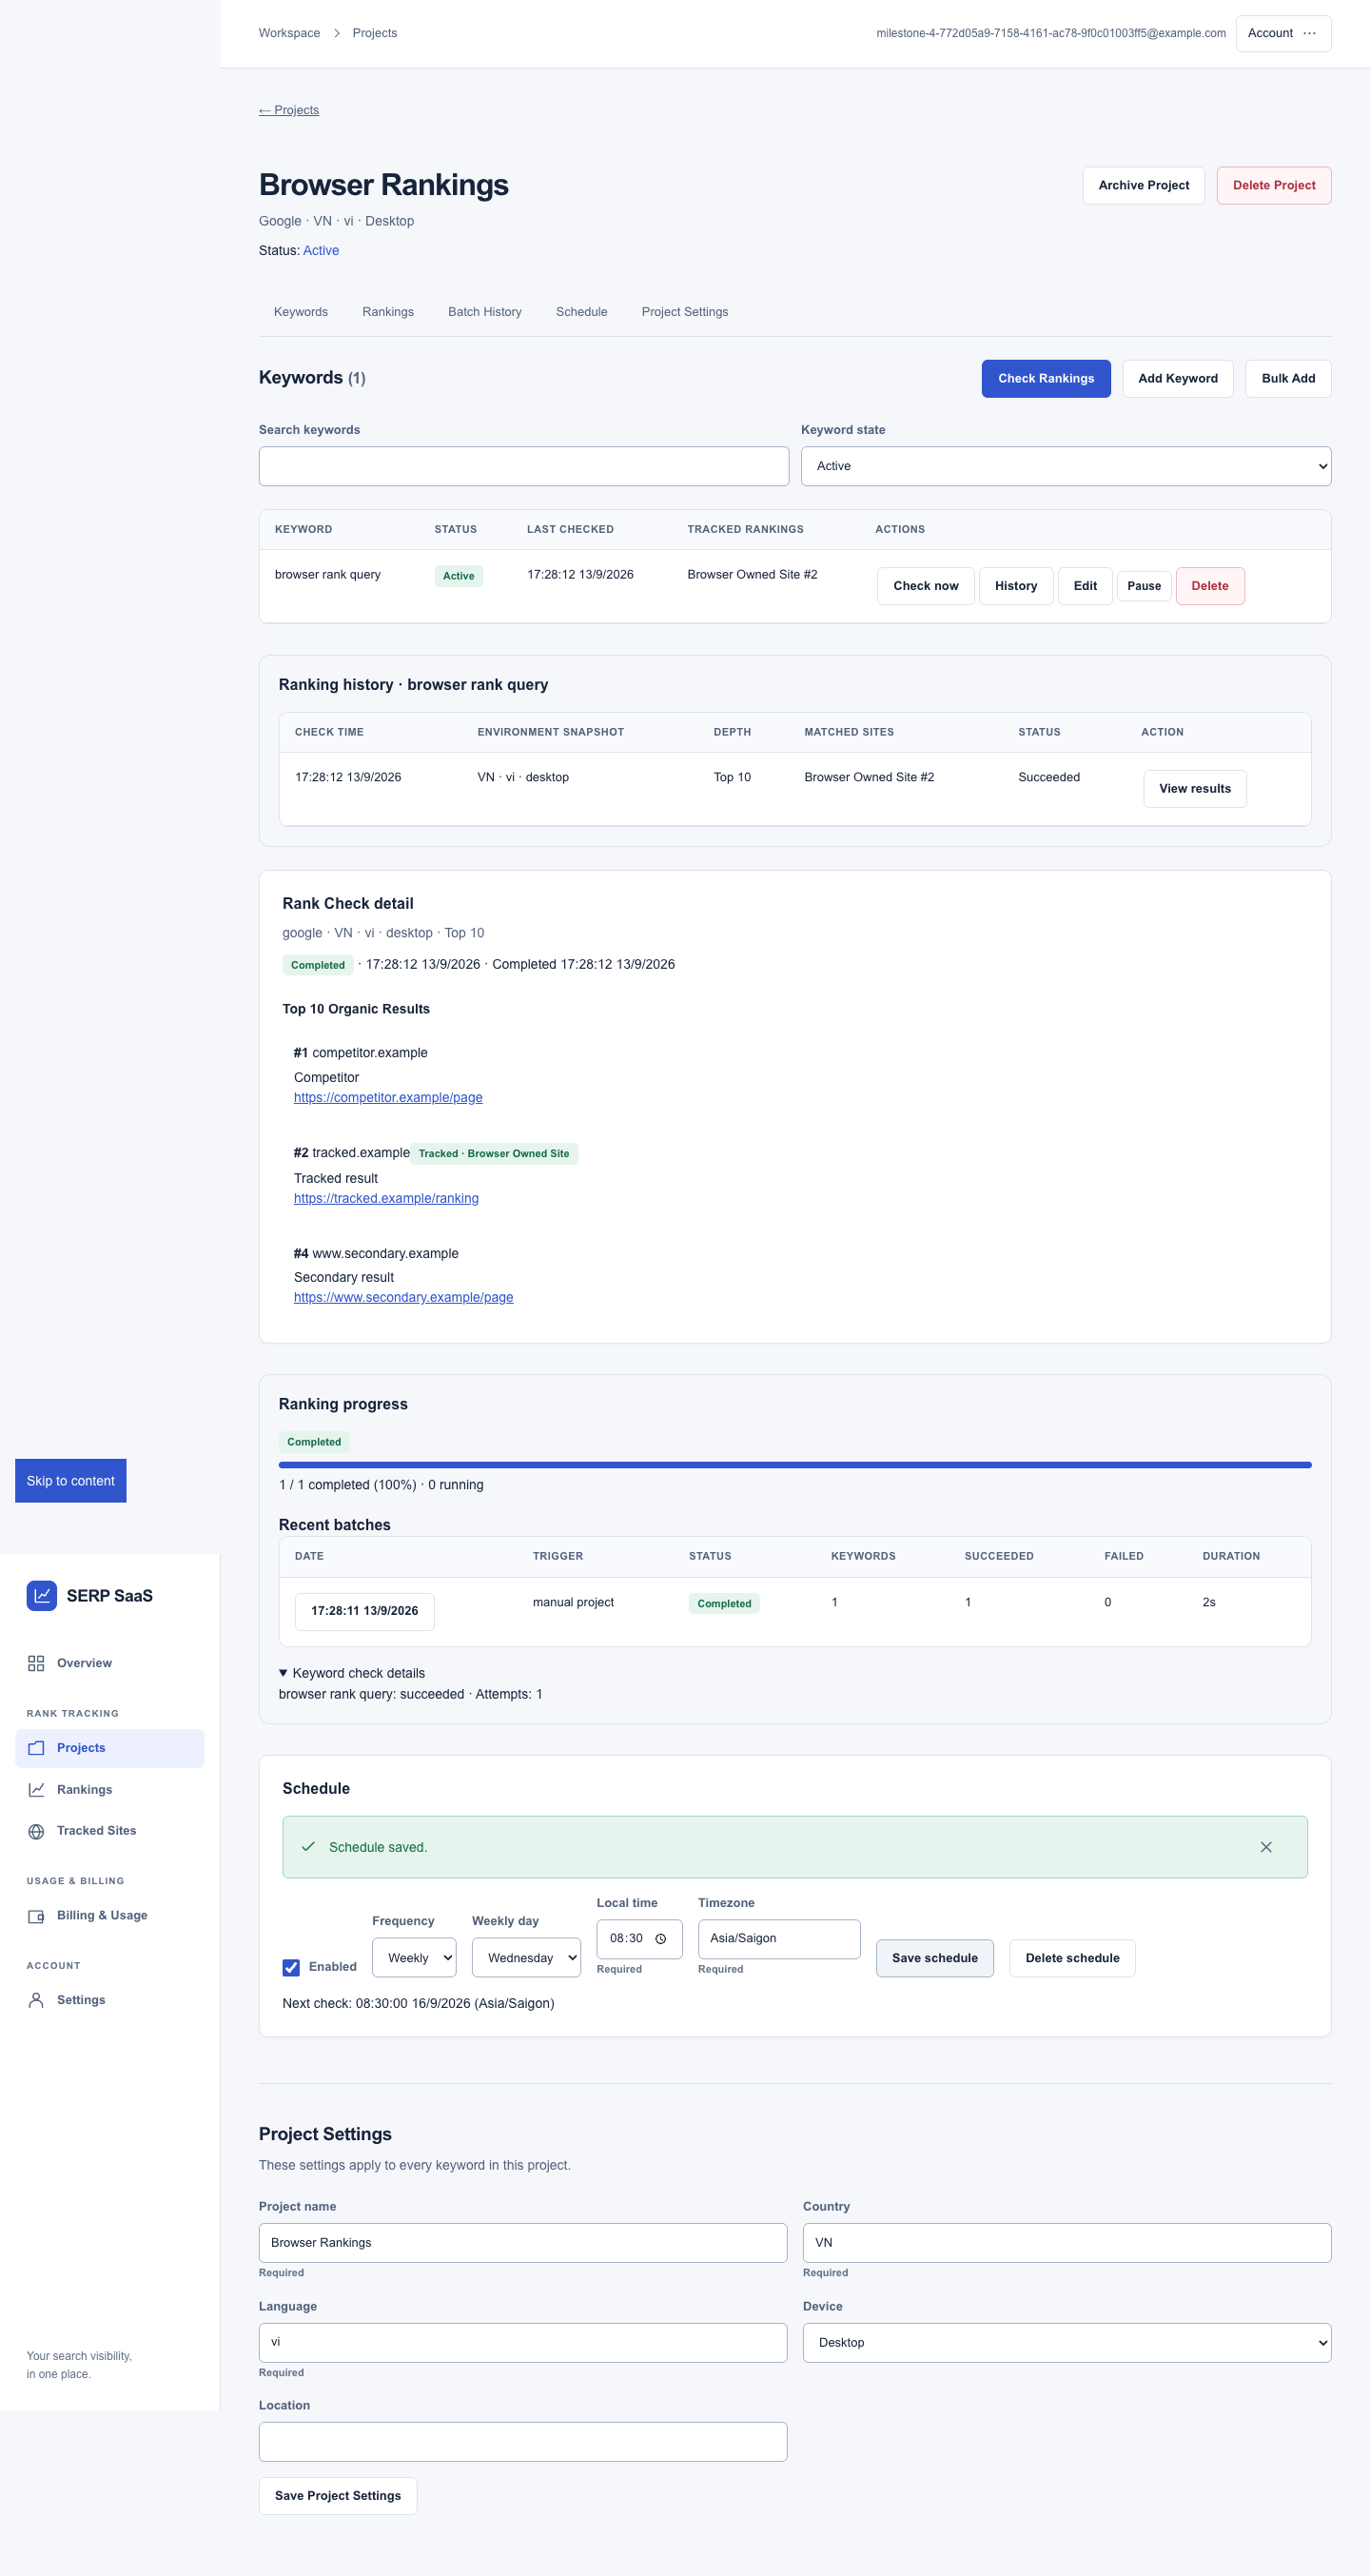 Workspace > Projects
milestone-4-772d05a9-7158-4161-ac78-9f0c01003ff5@example.com
Account ···
← Projects
Browser Rankings
Archive Project
Delete Project
Google · VN · vi · Desktop
Status: Active
Keywords Rankings Batch History Schedule Project Settings
Keywords (1)
Check Rankings
Add Keyword
Bulk Add
Search keywords
Keyword state
Active
KEYWORD STATUS LAST CHECKED TRACKED RANKINGS ACTIONS
browser rank query Active 17:28:12 13/9/2026 Browser Owned Site #2 Check now History Edit Pause Delete
Ranking history · browser rank query
CHECK TIME ENVIRONMENT SNAPSHOT DEPTH MATCHED SITES STATUS ACTION
17:28:12 13/9/2026 VN · vi · desktop Top 10 Browser Owned Site #2 Succeeded View results
Rank Check detail
google · VN · vi · desktop · Top 10
Completed · 17:28:12 13/9/2026 · Completed 17:28:12 13/9/2026
Top 10 Organic Results
#1 competitor.example
Competitor
https://competitor.example/page
#2 tracked.example Tracked · Browser Owned Site
Tracked result
https://tracked.example/ranking
#4 www.secondary.example
Secondary result
https://www.secondary.example/page
Ranking progress
Completed
1 / 1 completed (100%) · 0 running
Recent batches
DATE TRIGGER STATUS KEYWORDS SUCCEEDED FAILED DURATION
17:28:11 13/9/2026 manual project Completed 1 1 0 2s
▼ Keyword check details
browser rank query: succeeded · Attempts: 1
Schedule
Schedule saved.
Enabled
Frequency
Weekly
Weekly day
Wednesday
Local time
08:30
Required
Timezone
Asia/Saigon
Required
Save schedule
Delete schedule
Next check: 08:30:00 16/9/2026 (Asia/Saigon)
Project Settings
These settings apply to every keyword in this project.
Project name
Browser Rankings
Required
Country
VN
Required
Language
vi
Required
Device
Desktop
Location
Save Project Settings
Skip to content
SERP SaaS
Overview
RANK TRACKING
Projects
Rankings
Tracked Sites
USAGE & BILLING
Billing & Usage
ACCOUNT
Settings
Your search visibility,
in one place.